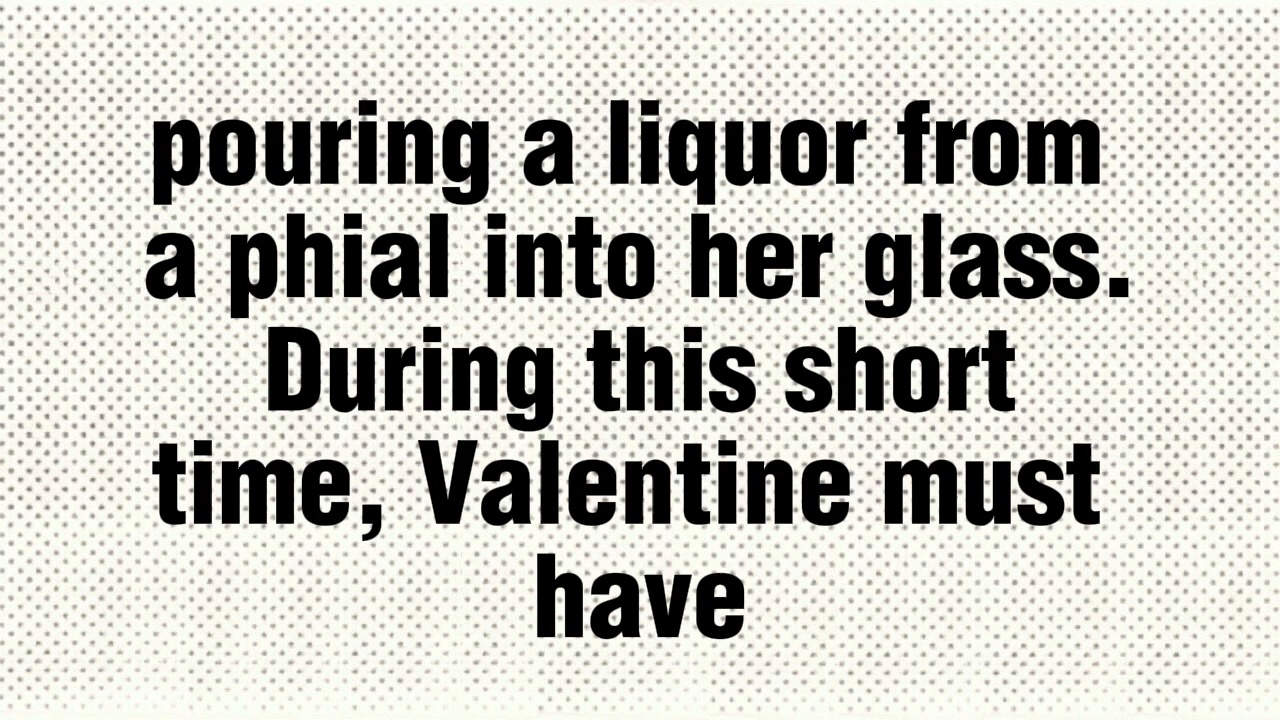 pouring a liquor from
a phial into her glass.
During this short
time, Valentine must
have